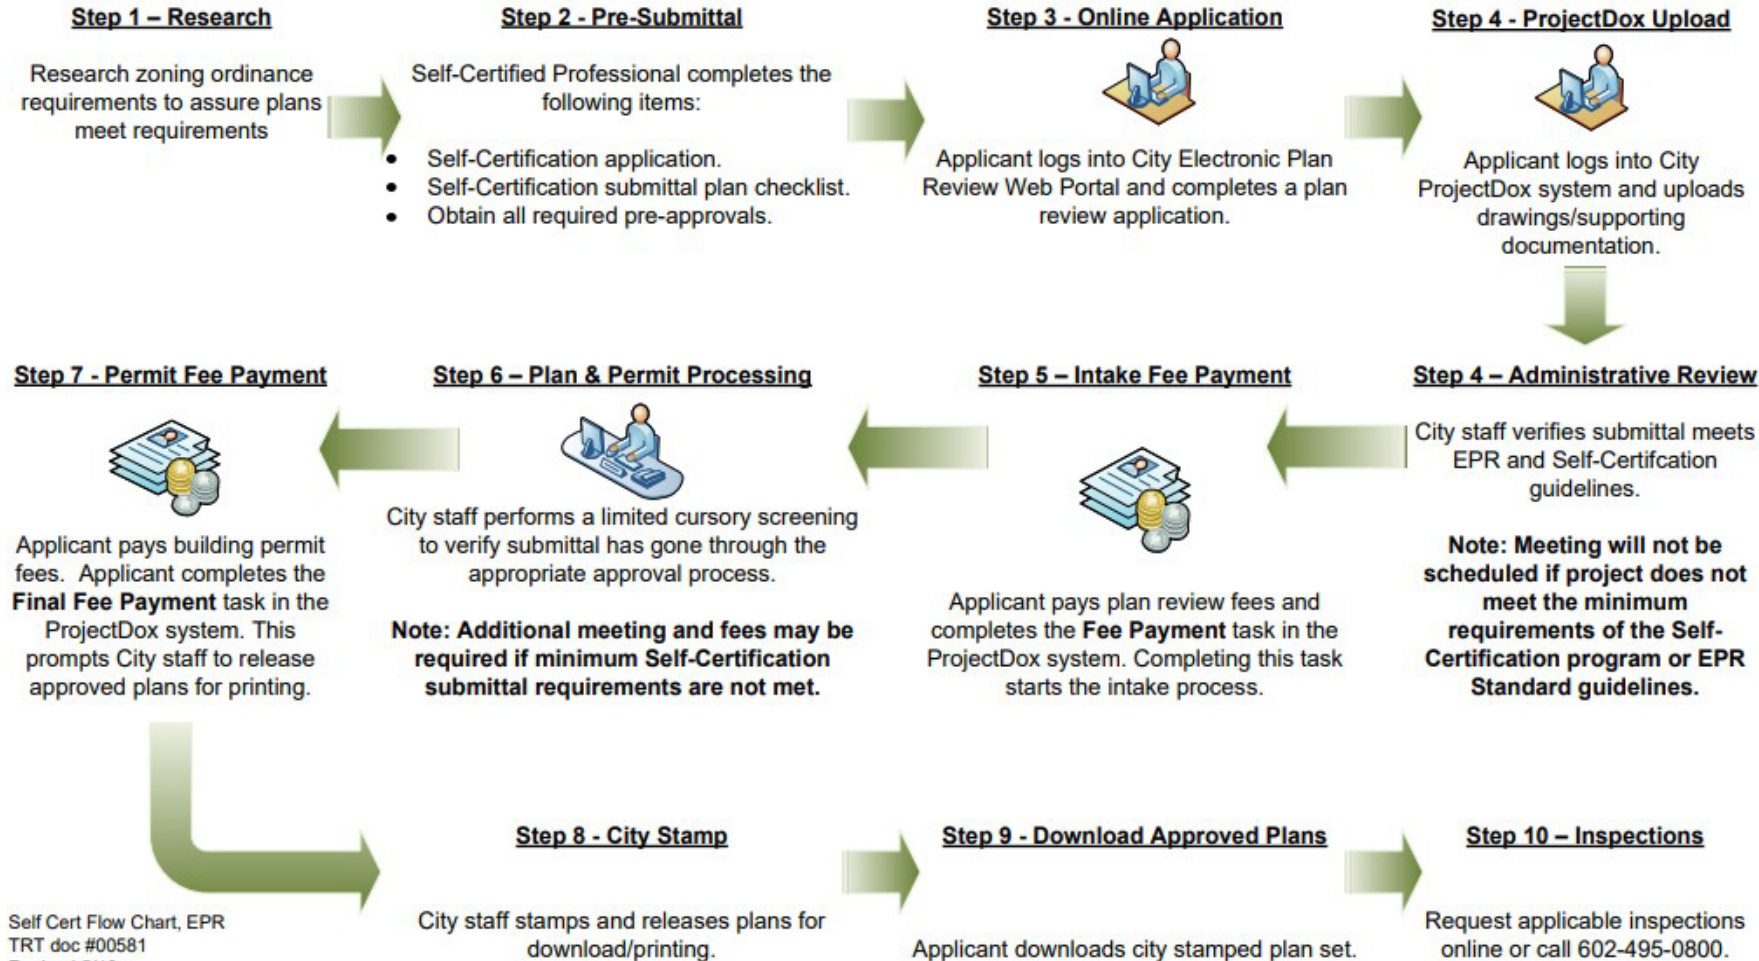 Step 1 – Research
Research zoning ordinance
requirements to assure plans
meet requirements
Step 2 - Pre-Submittal
Self-Certified Professional completes the
following items:
• Self-Certification application.
• Self-Certification submittal plan checklist.
• Obtain all required pre-approvals.
Step 3 - Online Application
Applicant logs into City Electronic Plan
Review Web Portal and completes a plan
review application.
Step 4 - ProjectDox Upload
Applicant logs into City
ProjectDox system and uploads
drawings/supporting
documentation.
Step 4 – Administrative Review
City staff verifies submittal meets
EPR and Self-Certifcation
guidelines.
Note: Meeting will not be
scheduled if project does not
meet the minimum
requirements of the Self-
Certification program or EPR
Standard guidelines.
Step 5 – Intake Fee Payment
Applicant pays plan review fees and
completes the Fee Payment task in the
ProjectDox system. Completing this task
starts the intake process.
Step 6 – Plan & Permit Processing
City staff performs a limited cursory screening
to verify submittal has gone through the
appropriate approval process.
Note: Additional meeting and fees may be
required if minimum Self-Certification
submittal requirements are not met.
Step 7 - Permit Fee Payment
Applicant pays building permit
fees. Applicant completes the
Final Fee Payment task in the
ProjectDox system. This
prompts City staff to release
approved plans for printing.
Step 8 - City Stamp
City staff stamps and releases plans for
download/printing.
Step 9 - Download Approved Plans
Applicant downloads city stamped plan set.
Step 10 – Inspections
Request applicable inspections
online or call 602-495-0800.
Self Cert Flow Chart, EPR
TRT doc #00581